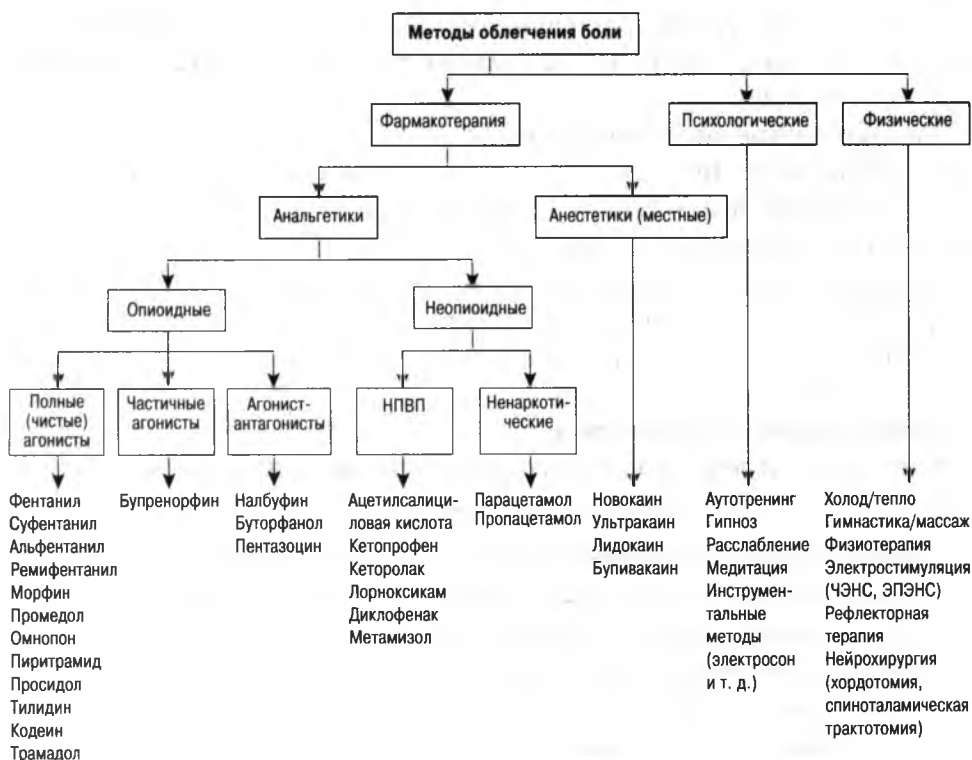 Методы облегчения боли
Фармакотерапия
Психологические
Физические
Анальгетики
Анестетики (местные)
Опиоидные
Неопиоидные
Полные
(чистые)
агонисты
Частичные
агонисты
Агонист-
антагонисты
НПВП
Ненаркоти-
ческие
Фентанил
Суфентанил
Альфентанил
Ремифентанил
Морфин
Промедол
Омнопон
Пиритрамид
Просидол
Тилидин
Кодеин
Трамадол
Бупренорфин
Налбуфин
Буторфанол
Пентазоцин
Ацетилсалици-
ловая кислота
Кетопрофен
Кеторолак
Лорноксикам
Диклофенак
Метамизол
Парацетамол
Пропацетамол
Новокаин
Ультракаин
Лидокаин
Бупивакаин
Аутотренинг
Гипноз
Расслабление
Медитация
Инструмен-
тальные
методы
(электросон
и т. д.)
Холод/тепло
Гимнастика/массаж
Физиотерапия
Электростимуляция
(ЧЭНС, ЭПЭНС)
Рефлекторная
терапия
Нейрохирургия
(хордотомия,
спиноталамическая
трактотомия)